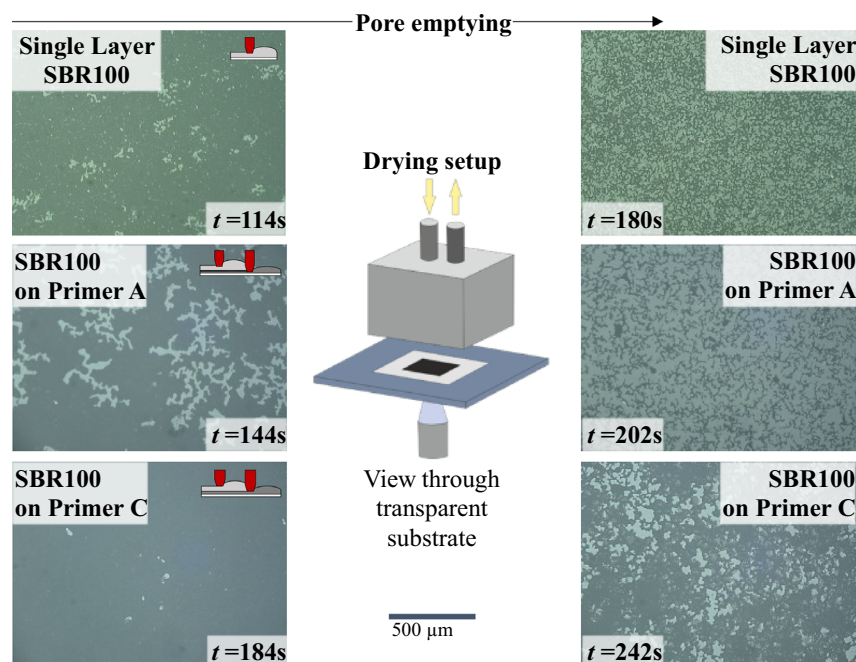 Pore emptying
Single Layer
SBR100
t =114s
Single Layer
SBR100
t =180s
Drying setup
SBR100
on Primer A
t =144s
SBR100
on Primer A
t =202s
SBR100
on Primer C
t =184s
View through
transparent
substrate
500 µm
SBR100
on Primer C
t =242s